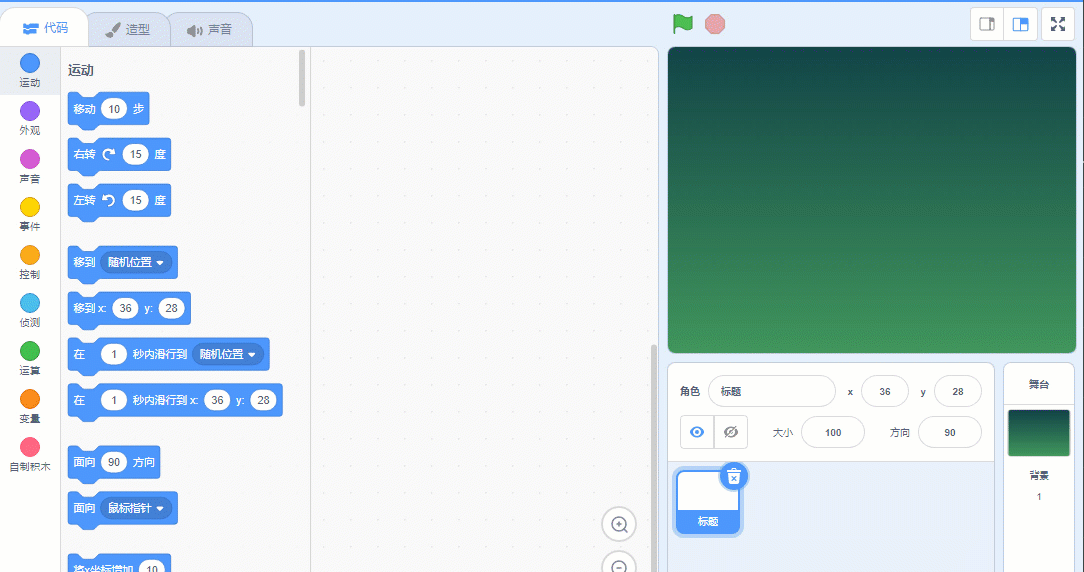 代码 造型 声音
运动
外观
声音
事件
控制
侦测
运算
变量
自制积木
运动
移动 10 步
右转 15 度
左转 15 度
移到 随机位置
移到 x: 36 y: 28
在 1 秒内滑行到 随机位置
在 1 秒内滑行到 x: 36 y: 28
面向 90 方向
面向 鼠标指针
将x坐标增加 10
角色 标题 x 36 y 28
大小 100 方向 90
标题
舞台
背景
1